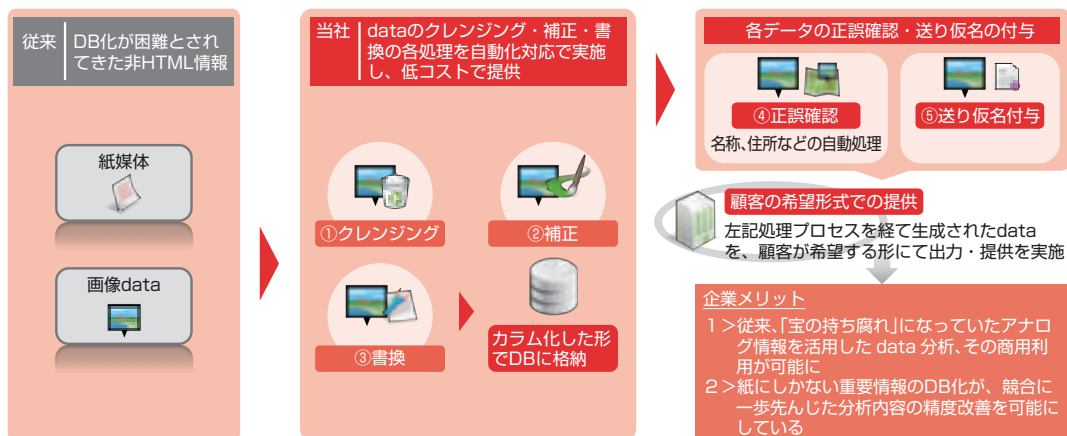 従来
DB化が困難とされ
てきた非HTML情報
紙媒体
画像data
当社
dataのクレンジング・補正・書
換の各処理を自動化対応で実施
し、低コストで提供
①クレンジング
②補正
③書換
カラム化した形
でDBに格納
各データの正誤確認・送り仮名の付与
④正誤確認
名称、住所などの自動処理
⑤送り仮名付与
顧客の希望形式での提供
左記処理プロセスを経て生成されたdata
を、顧客が希望する形にて出力・提供を実施
企業メリット
1＞従来、「宝の持ち腐れ」になっていたアナロ
グ情報を活用した data 分析、その商用利
用が可能に
2＞紙にしかない重要情報のDB化が、競合に
一歩先んじた分析内容の精度改善を可能に
している